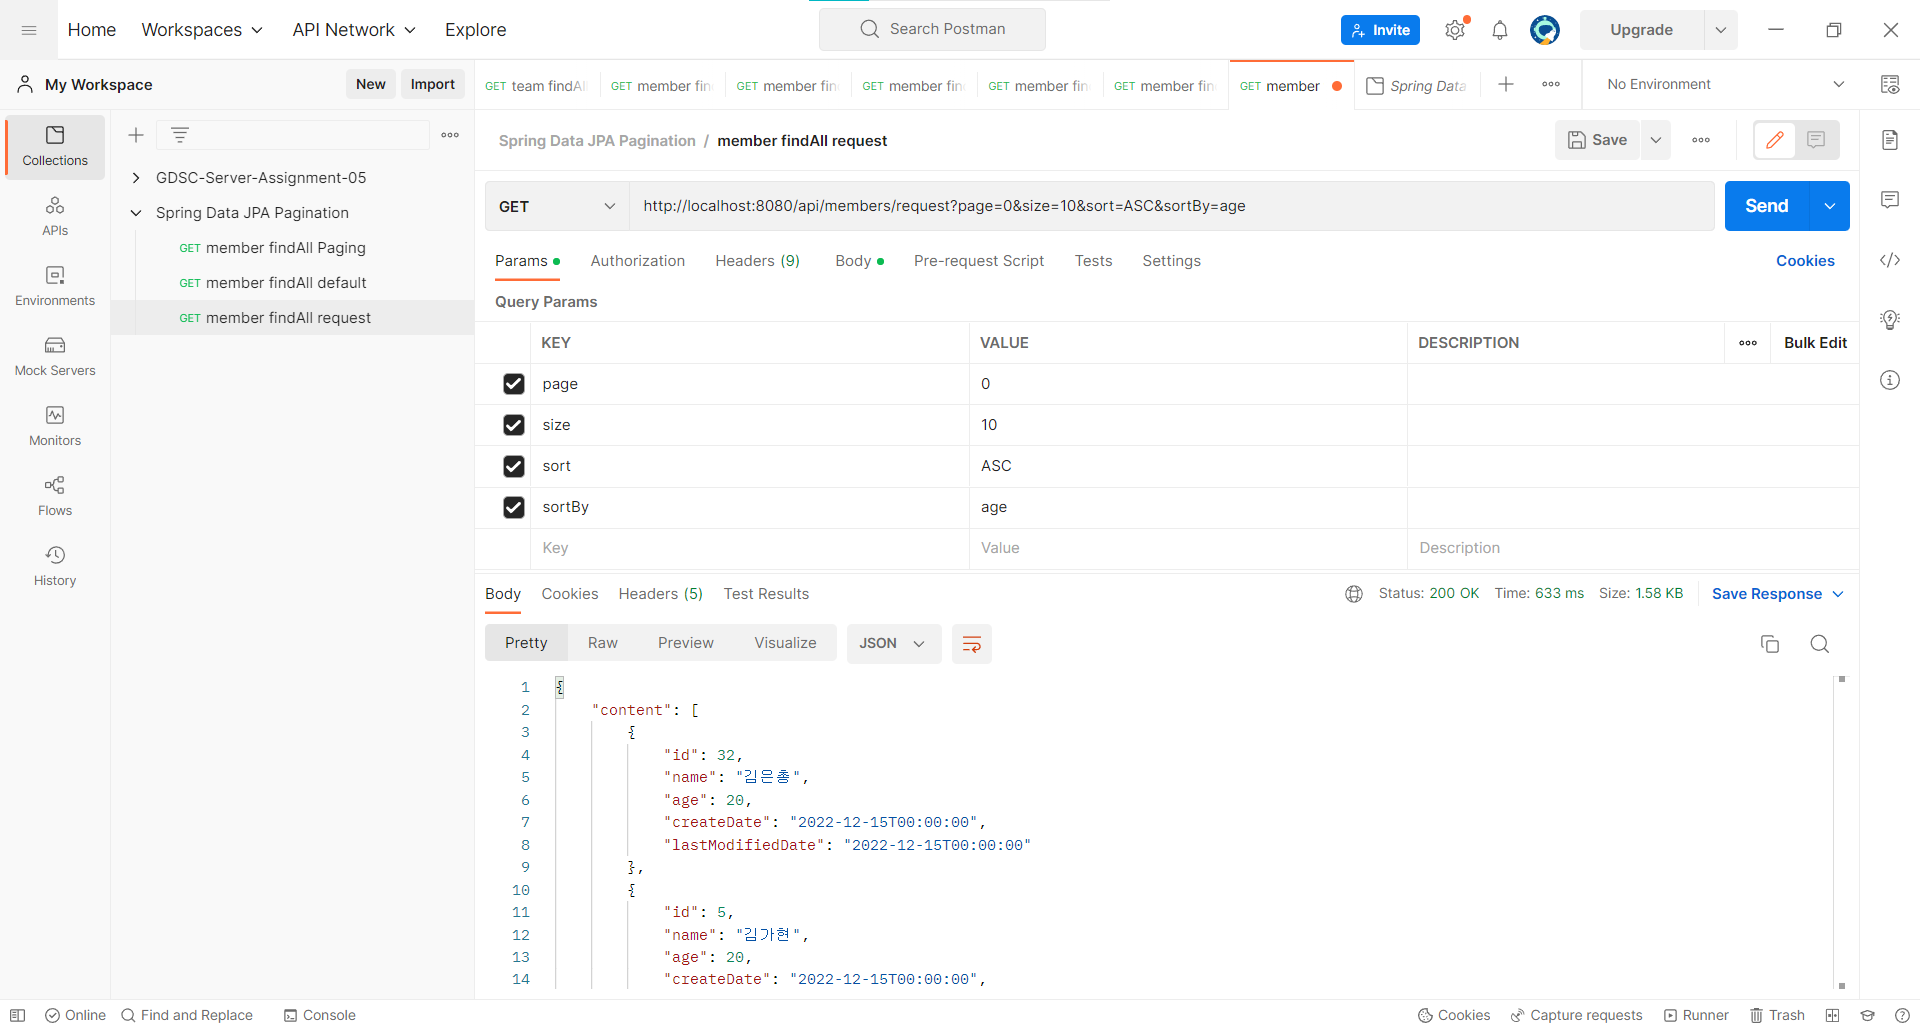 Home Workspaces API Network Explore Search Postman Invite Upgrade
My Workspace New Import
GET team findAl GET member fin GET member fin GET member fin GET member fin GET member fin GET member Spring Data No Environment
Collections
APIs
Environments
Mock Servers
Monitors
Flows
History
GDSC-Server-Assignment-05
Spring Data JPA Pagination
GET member findAll Paging
GET member findAll default
GET member findAll request
Spring Data JPA Pagination / member findAll request Save
GET http://localhost:8080/api/members/request?page=0&size=10&sort=ASC&sortBy=age Send
Params Authorization Headers (9) Body Pre-request Script Tests Settings Cookies
Query Params
KEY VALUE DESCRIPTION Bulk Edit
page 0
size 10
sort ASC
sortBy age
Key Value Description
Body Cookies Headers (5) Test Results Status: 200 OK Time: 633 ms Size: 1.58 KB Save Response
Pretty Raw Preview Visualize JSON
1 {
2 "content": [
3 {
4 "id": 32,
5 "name": "김은총",
6 "age": 20,
7 "createDate": "2022-12-15T00:00:00",
8 "lastModifiedDate": "2022-12-15T00:00:00"
9 },
10 {
11 "id": 5,
12 "name": "김가현",
13 "age": 20,
14 "createDate": "2022-12-15T00:00:00",
Online Find and Replace Console Cookies Capture requests Runner Trash